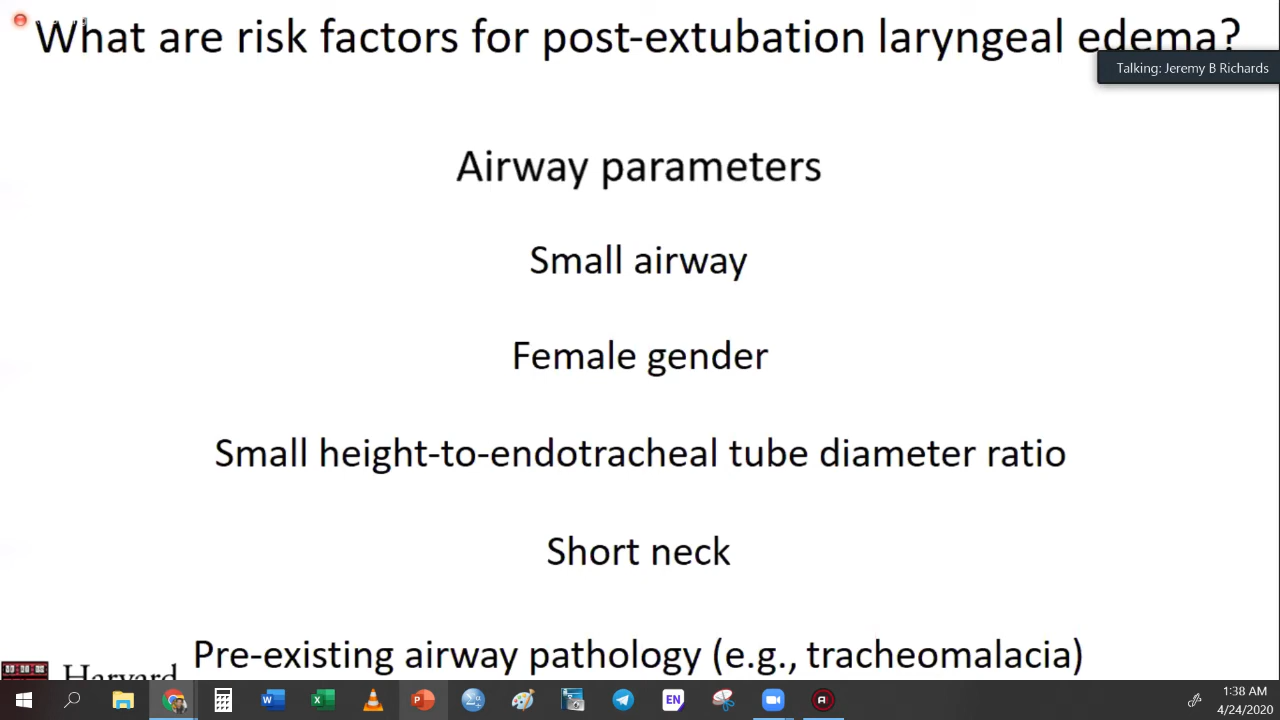 What are risk factors for post-extubation laryngeal edema?
Talking: Jeremy B Richards
Airway parameters
Small airway
Female gender
Small height-to-endotracheal tube diameter ratio
Short neck
Pre-existing airway pathology (e.g., tracheomalacia)
Harvard
EN
1:38 AM
4/24/2020